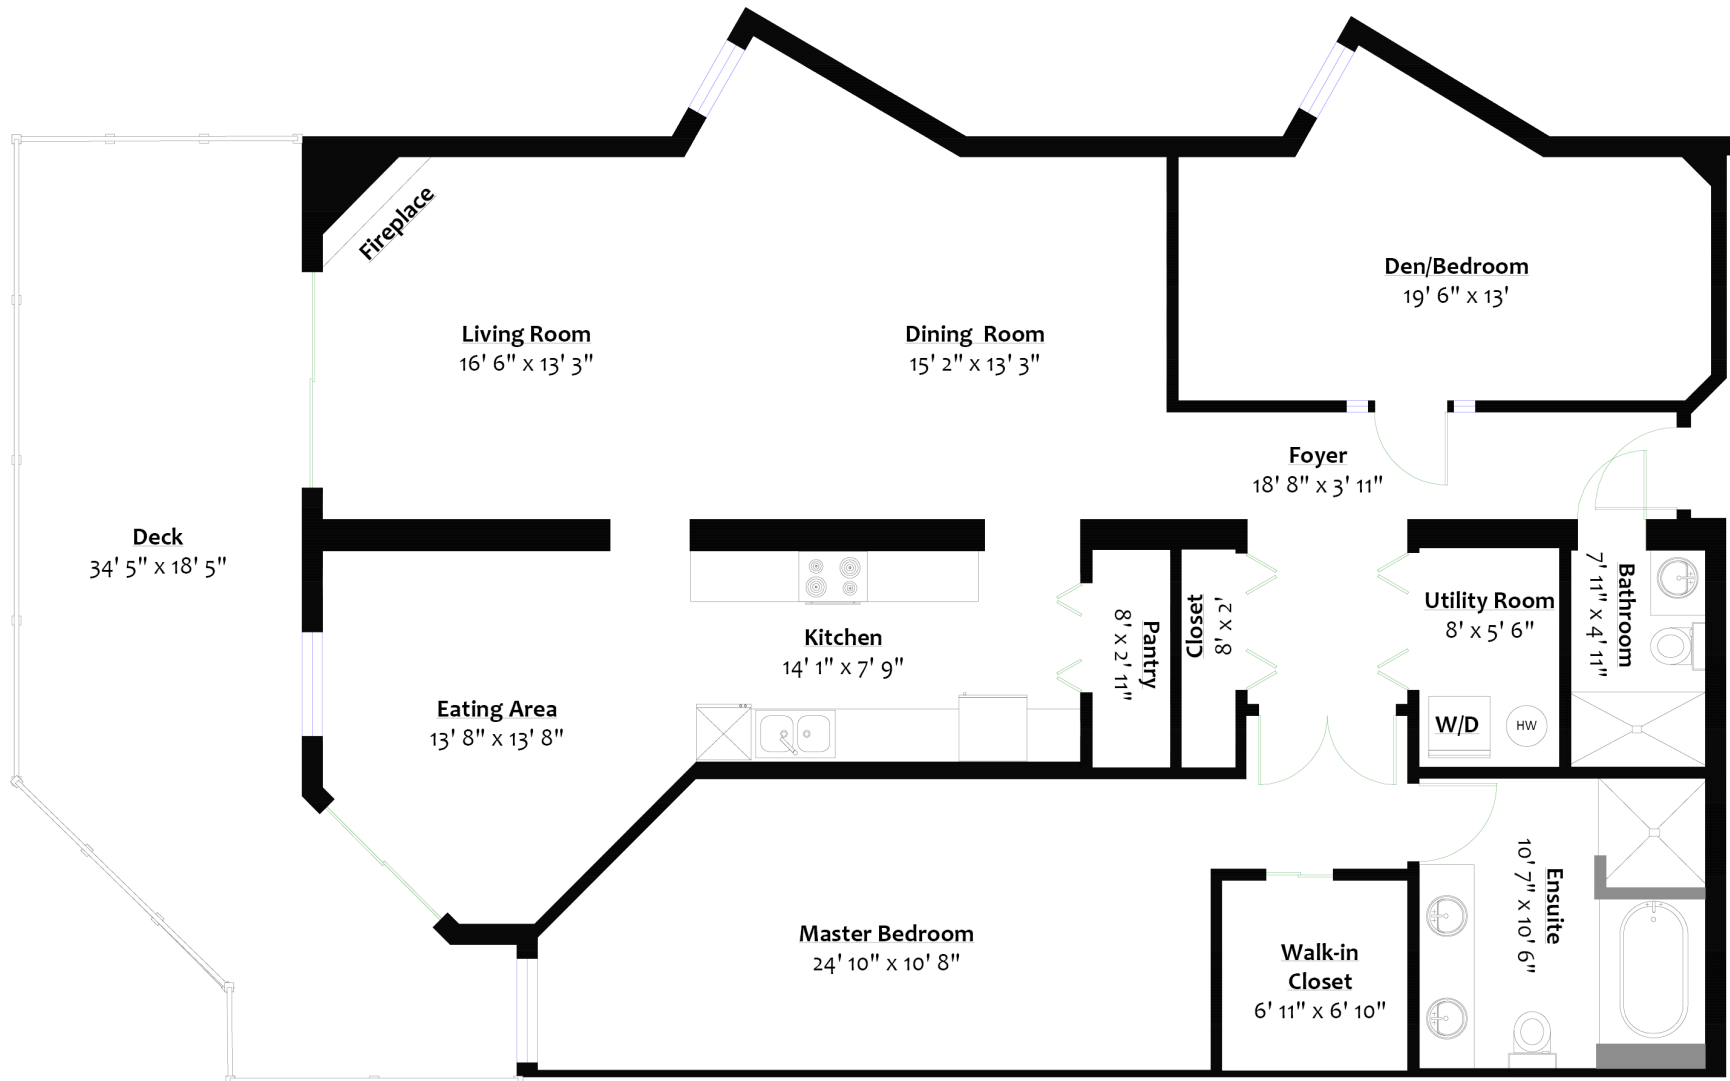 Fireplace
Den/Bedroom
19' 6" x 13'
Living Room
16' 6" x 13' 3"
Dining Room
15' 2" x 13' 3"
Foyer
18' 8" x 3' 11"
Deck
34' 5" x 18' 5"
Kitchen
14' 1" x 7' 9"
Pantry
8' x 2' 11"
Closet
8' x 2'
Utility Room
8' x 5' 6"
Bathroom
7' 11" x 4' 11"
Eating Area
13' 8" x 13' 8"
W/D
HW
Master Bedroom
24' 10" x 10' 8"
Walk-in
Closet
6' 11" x 6' 10"
Ensuite
10' 7" x 10' 6"